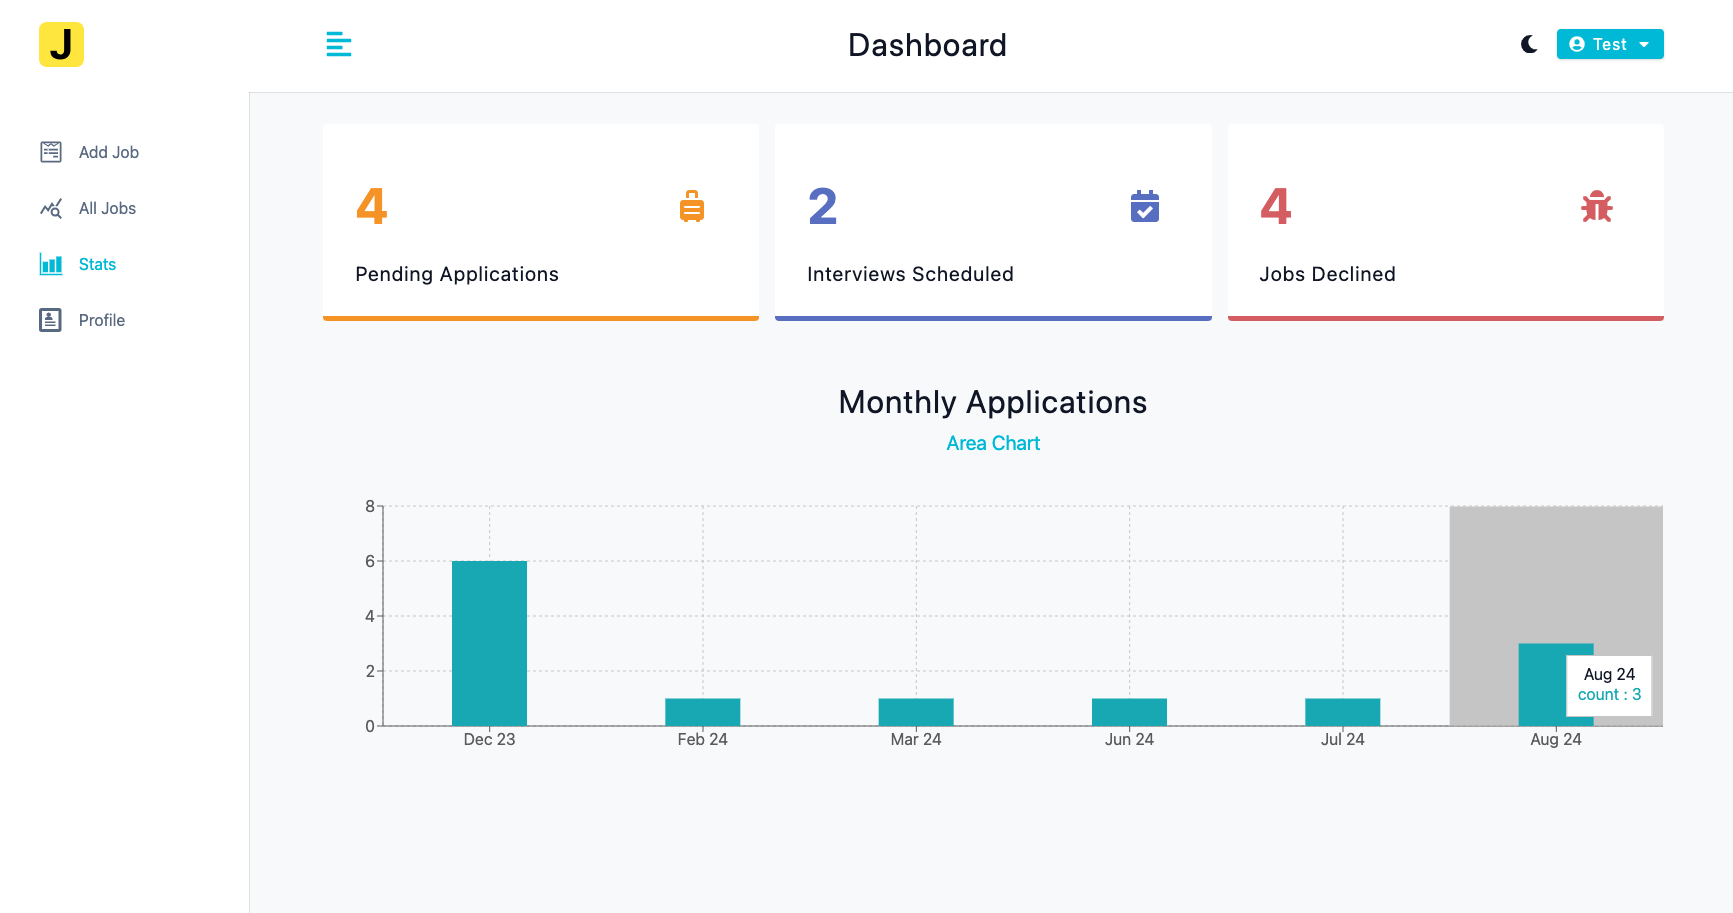 J
Dashboard
Test
Add Job
All Jobs
Stats
Profile
4
Pending Applications
2
Interviews Scheduled
4
Jobs Declined
Monthly Applications
Area Chart
8
6
4
2
0
Aug 24
count : 3
Dec 23 Feb 24 Mar 24 Jun 24 Jul 24 Aug 24